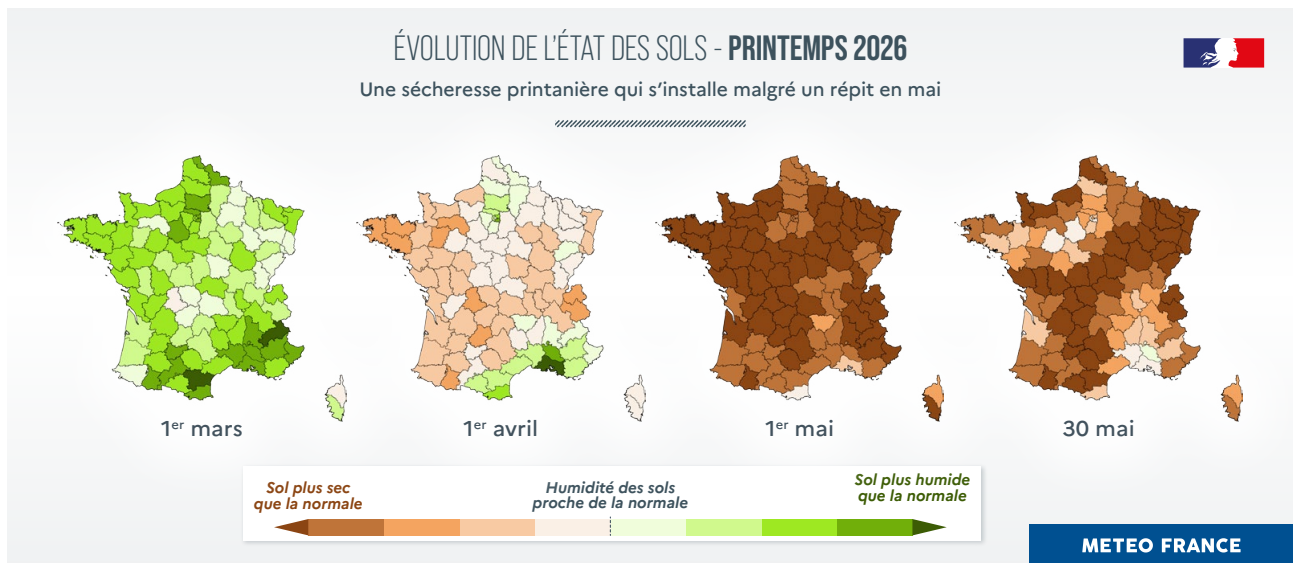 ÉVOLUTION DE L'ÉTAT DES SOLS - PRINTEMPS 2026
Une sécheresse printanière qui s'installe malgré un répit en mai
1er mars
1er avril
1er mai
30 mai
Sol plus sec
que la normale
Humidité des sols
proche de la normale
Sol plus humide
que la normale
METEO FRANCE